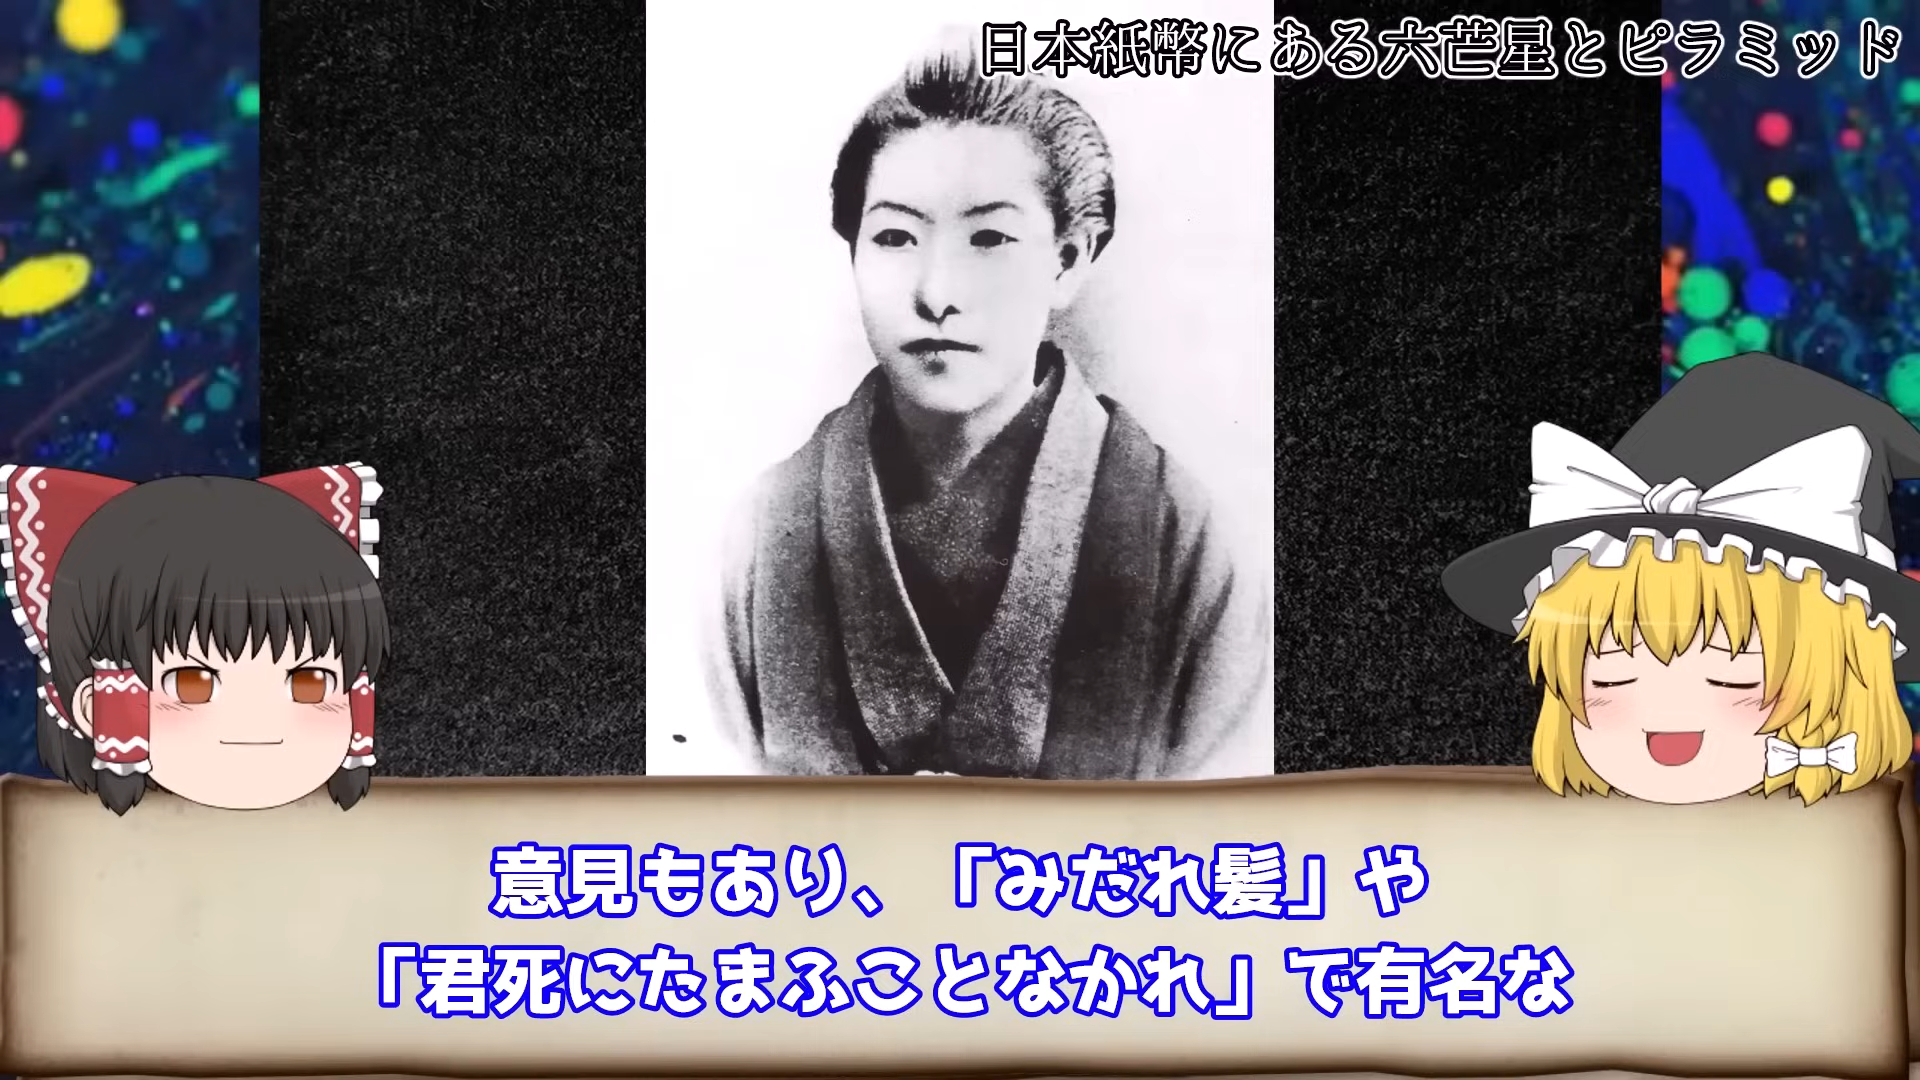 日本紙幣にある六芒星とピラミッド
意見もあり、「みだれ髪」や
「君死にたまふことなかれ」で有名な